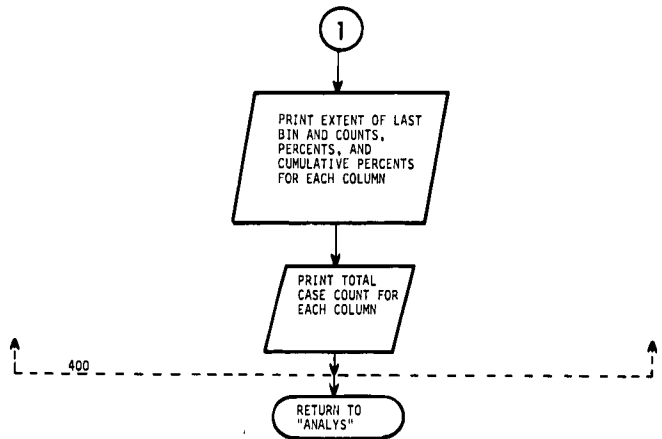 1
PRINT EXTENT OF LAST
BIN AND COUNTS,
PERCENTS, AND
CUMULATIVE PERCENTS
FOR EACH COLUMN
PRINT TOTAL
CASE COUNT FOR
EACH COLUMN
400
RETURN TO
"ANALYS"